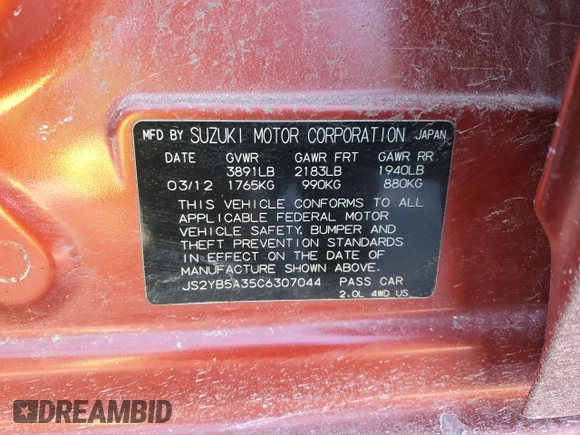 MFD BY SUZUKI MOTOR CORPORATION JAPAN
DATE GVWR GAWR FRT GAWR RR
3891LB 2183LB 1940LB
03/12 1765KG 990KG 880KG
THIS VEHICLE CONFORMS TO ALL
APPLICABLE FEDERAL MOTOR
VEHICLE SAFETY, BUMPER AND
THEFT PREVENTION STANDARDS
IN EFFECT ON THE DATE OF
MANUFACTURE SHOWN ABOVE.
JS2YB5A35C6307044 PASS CAR
2.0L 4WD US
DREAMBID